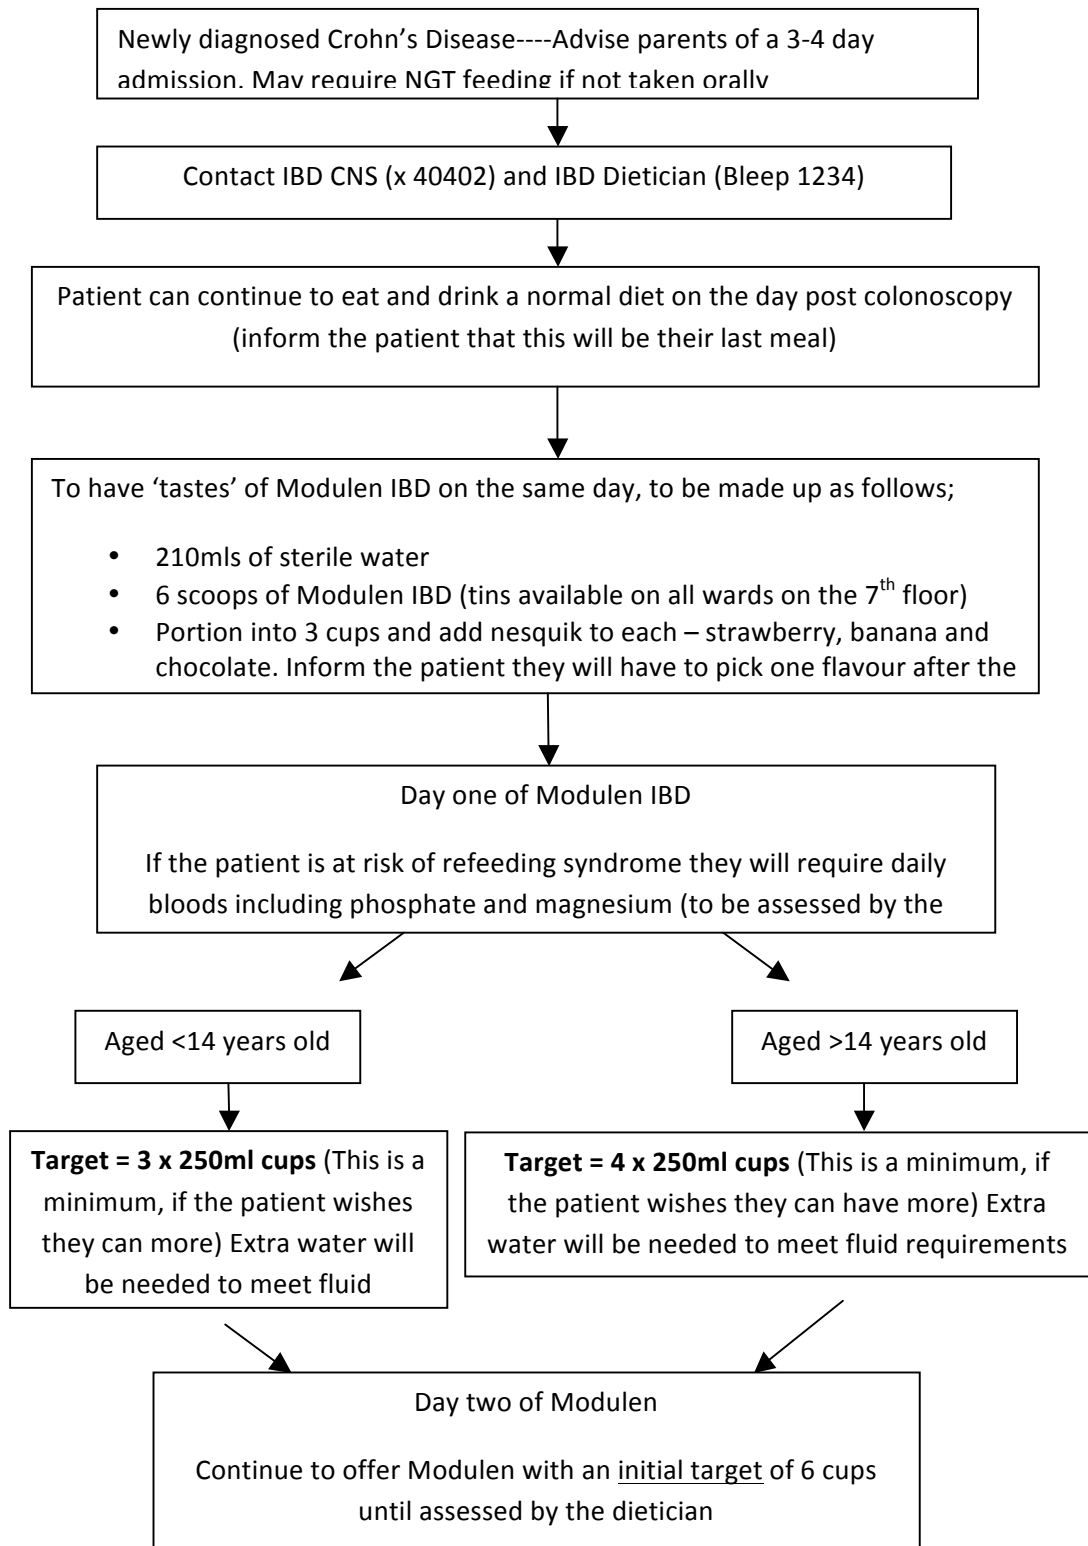 Newly diagnosed Crohn’s Disease----Advise parents of a 3-4 day
admission. May require NGT feeding if not taken orally
Contact IBD CNS (x 40402) and IBD Dietician (Bleep 1234)
Patient can continue to eat and drink a normal diet on the day post colonoscopy
(inform the patient that this will be their last meal)
To have ‘tastes’ of Modulen IBD on the same day, to be made up as follows;
• 210mls of sterile water
• 6 scoops of Modulen IBD (tins available on all wards on the 7th floor)
• Portion into 3 cups and add nesquik to each – strawberry, banana and
chocolate. Inform the patient they will have to pick one flavour after the
Day one of Modulen IBD
If the patient is at risk of refeeding syndrome they will require daily
bloods including phosphate and magnesium (to be assessed by the
Aged <14 years old
Aged >14 years old
Target = 3 x 250ml cups (This is a
minimum, if the patient wishes
they can more) Extra water will
be needed to meet fluid
Target = 4 x 250ml cups (This is a minimum, if
the patient wishes they can have more) Extra
water will be needed to meet fluid requirements
Day two of Modulen
Continue to offer Modulen with an initial target of 6 cups
until assessed by the dietician